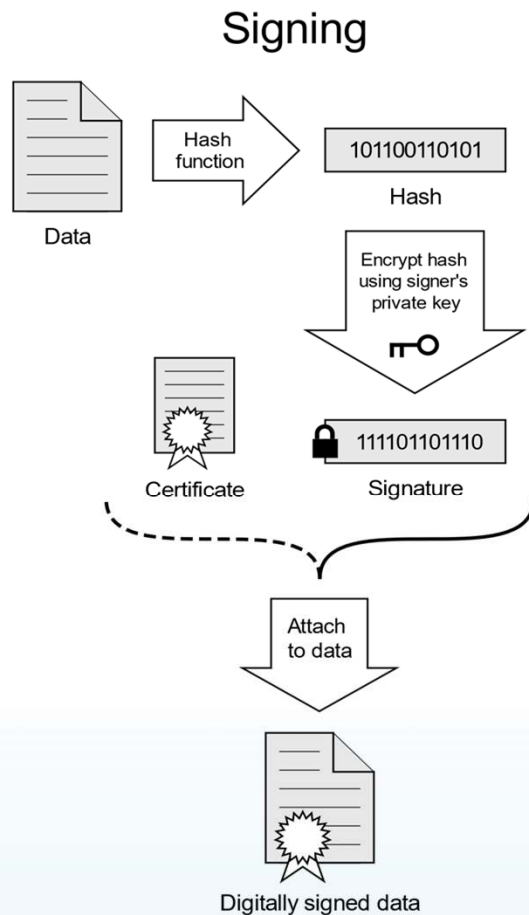 Signing
Hash
function
101100110101
Hash
Data
Encrypt hash
using signer's
private key
111101101110
Certificate
Signature
Attach
to data
Digitally signed data